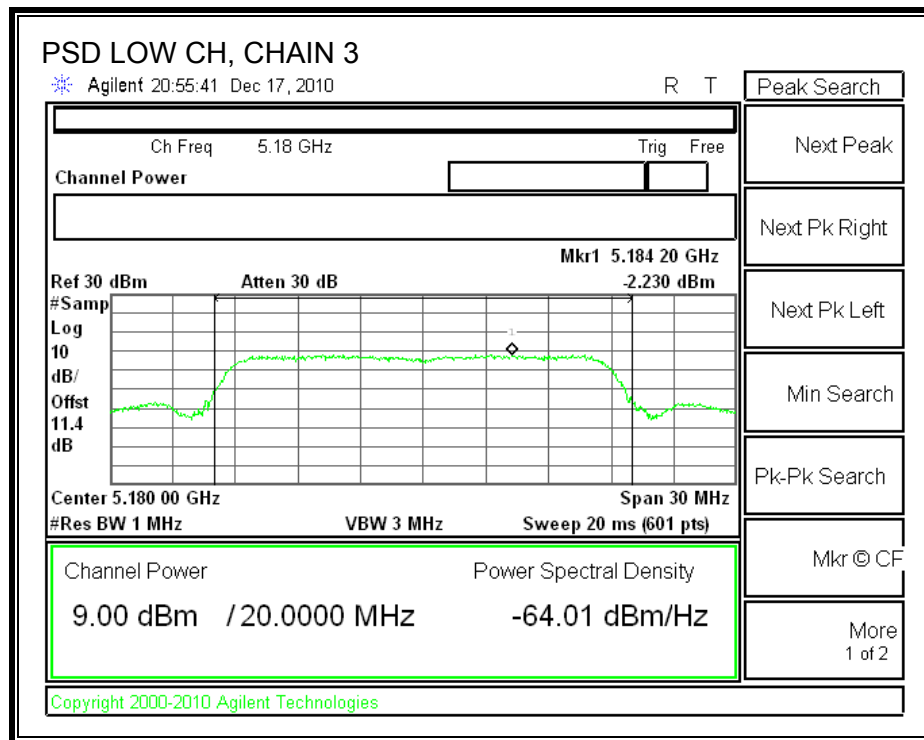 PSD LOW CH, CHAIN 3
Agilent 20:55:41 Dec 17, 2010 R T
Peak Search
Ch Freq 5.18 GHz Trig Free
Channel Power
Next Peak
Next Pk Right
Mkr1 5.184 20 GHz
Ref 30 dBm Atten 30 dB -2.230 dBm
#Samp
Log
10
dB/
Offst
11.4
dB
1
Next Pk Left
Min Search
Pk-Pk Search
Center 5.180 00 GHz Span 30 MHz
#Res BW 1 MHz VBW 3 MHz Sweep 20 ms (601 pts)
Channel Power Power Spectral Density
9.00 dBm / 20.0000 MHz -64.01 dBm/Hz
Mkr © CF
More
1 of 2
Copyright 2000-2010 Agilent Technologies